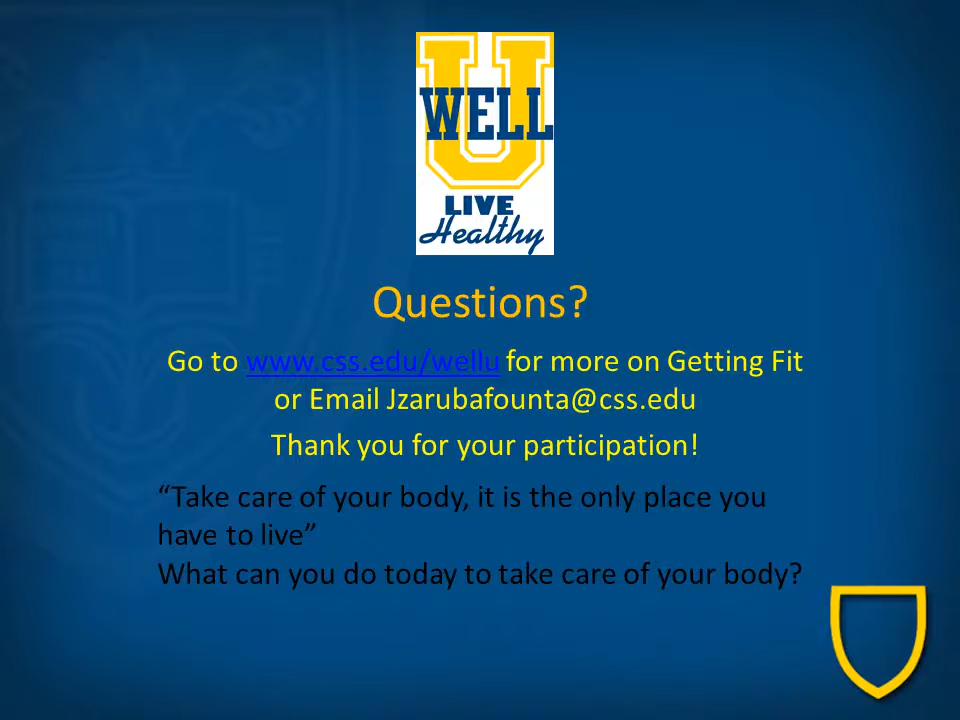 U
WELL
LIVE
Healthy
Questions?
Go to www.css.edu/wellu for more on Getting Fit
or Email Jzarubafounta@css.edu
Thank you for your participation!
“Take care of your body, it is the only place you
have to live”
What can you do today to take care of your body?